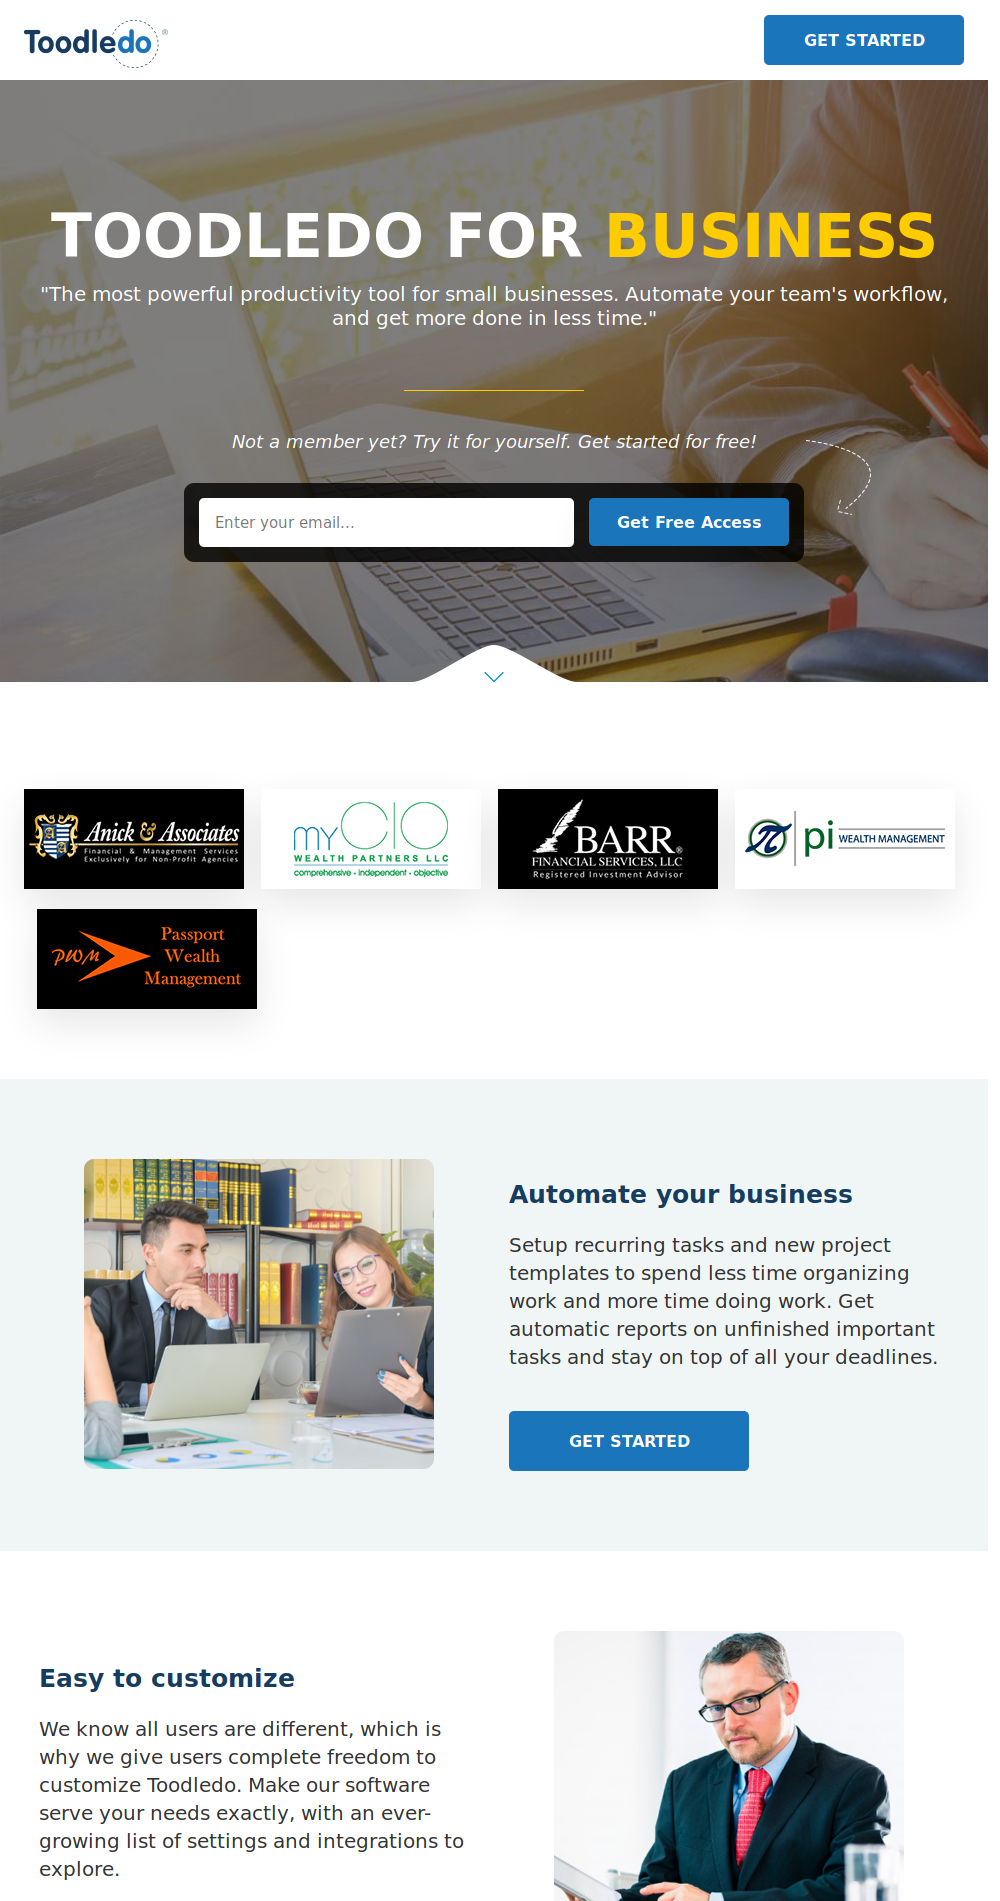 Toodledo®
GET STARTED
TOODLEDO FOR BUSINESS
"The most powerful productivity tool for small businesses. Automate your team's workflow,
and get more done in less time."
Not a member yet? Try it for yourself. Get started for free!
Enter your email...
Get Free Access
Anick & Associates
Financial & Management Services
Exclusively for Non-Profit Agencies
myCIO
WEALTH PARTNERS LLC
comprehensive • independent • objective
BARR®
FINANCIAL SERVICES, LLC
Registered Investment Advisor
π pi WEALTH MANAGEMENT
PWM
Passport
Wealth
Management
Automate your business
Setup recurring tasks and new project
templates to spend less time organizing
work and more time doing work. Get
automatic reports on unfinished important
tasks and stay on top of all your deadlines.
GET STARTED
Easy to customize
We know all users are different, which is
why we give users complete freedom to
customize Toodledo. Make our software
serve your needs exactly, with an ever-
growing list of settings and integrations to
explore.